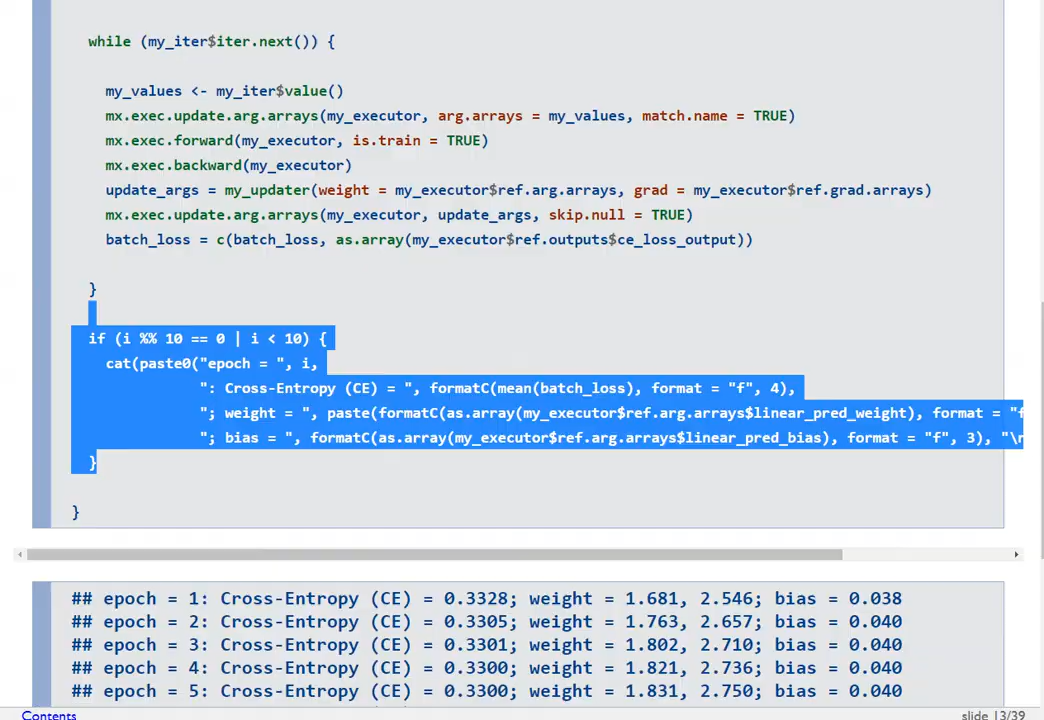 while (my_iter$iter.next()) {
my_values <- my_iter$value()
mx.exec.update.arg.arrays(my_executor, arg.arrays = my_values, match.name = TRUE)
mx.exec.forward(my_executor, is.train = TRUE)
mx.exec.backward(my_executor)
update_args = my_updater(weight = my_executor$ref.arg.arrays, grad = my_executor$ref.grad.arrays)
mx.exec.update.arg.arrays(my_executor, update_args, skip.null = TRUE)
batch_loss = c(batch_loss, as.array(my_executor$ref.outputs$ce_loss_output))
}
if (i %% 10 == 0 | i < 10) {
cat(paste0("epoch = ", i,
": Cross-Entropy (CE) = ", formatC(mean(batch_loss), format = "f", 4),
"; weight = ", paste(formatC(as.array(my_executor$ref.arg.arrays$linear_pred_weight), format = "f
"; bias = ", formatC(as.array(my_executor$ref.arg.arrays$linear_pred_bias), format = "f", 3), "\n
}
}
## epoch = 1: Cross-Entropy (CE) = 0.3328; weight = 1.681, 2.546; bias = 0.038
## epoch = 2: Cross-Entropy (CE) = 0.3305; weight = 1.763, 2.657; bias = 0.040
## epoch = 3: Cross-Entropy (CE) = 0.3301; weight = 1.802, 2.710; bias = 0.040
## epoch = 4: Cross-Entropy (CE) = 0.3300; weight = 1.821, 2.736; bias = 0.040
## epoch = 5: Cross-Entropy (CE) = 0.3300; weight = 1.831, 2.750; bias = 0.040
Contents
slide 13/39